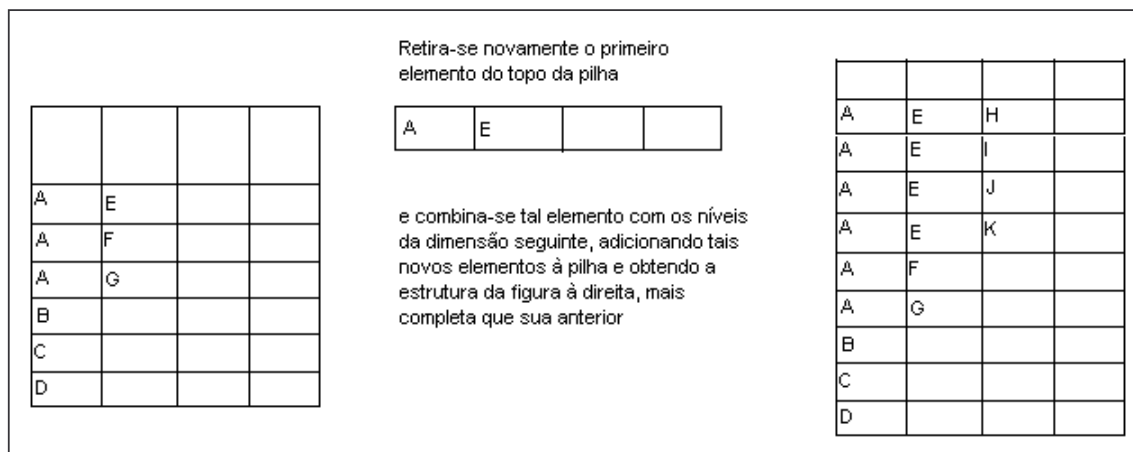 Retira-se novamente o primeiro
elemento do topo da pilha
A E
e combina-se tal elemento com os níveis
da dimensão seguinte, adicionando tais
novos elementos à pilha e obtendo a
estrutura da figura à direita, mais
completa que sua anterior
A E
A F
A G
B
C
D
A E H
A E I
A E J
A E K
A F
A G
B
C
D